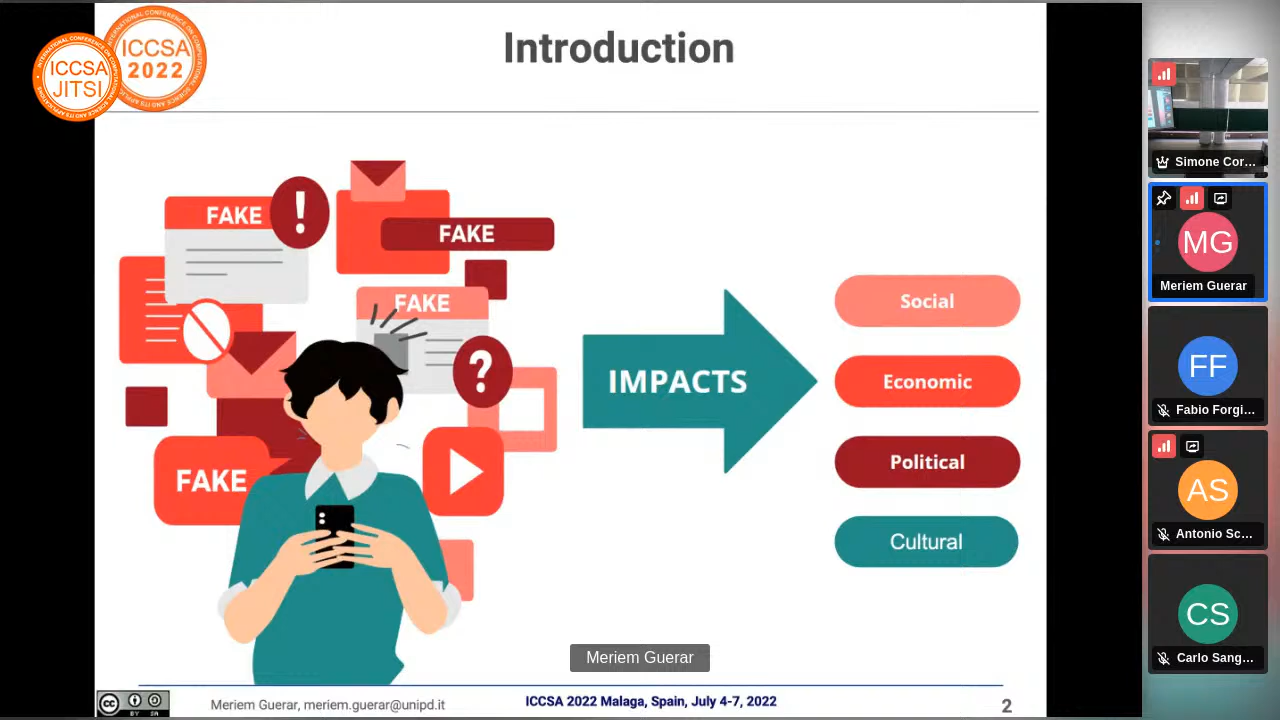 ICCSA
JITSI
ICCSA
2022
Introduction
FAKE
!
FAKE
FAKE
?
FAKE
IMPACTS
Social
Economic
Political
Cultural
Meriem Guerar
BY SA
Meriem Guerar, meriem.guerar@unipd.it
ICCSA 2022 Malaga, Spain, July 4-7, 2022
2
Simone Cor...
MG
Meriem Guerar
FF
Fabio Forgi...
AS
Antonio Sc...
CS
Carlo Sang...